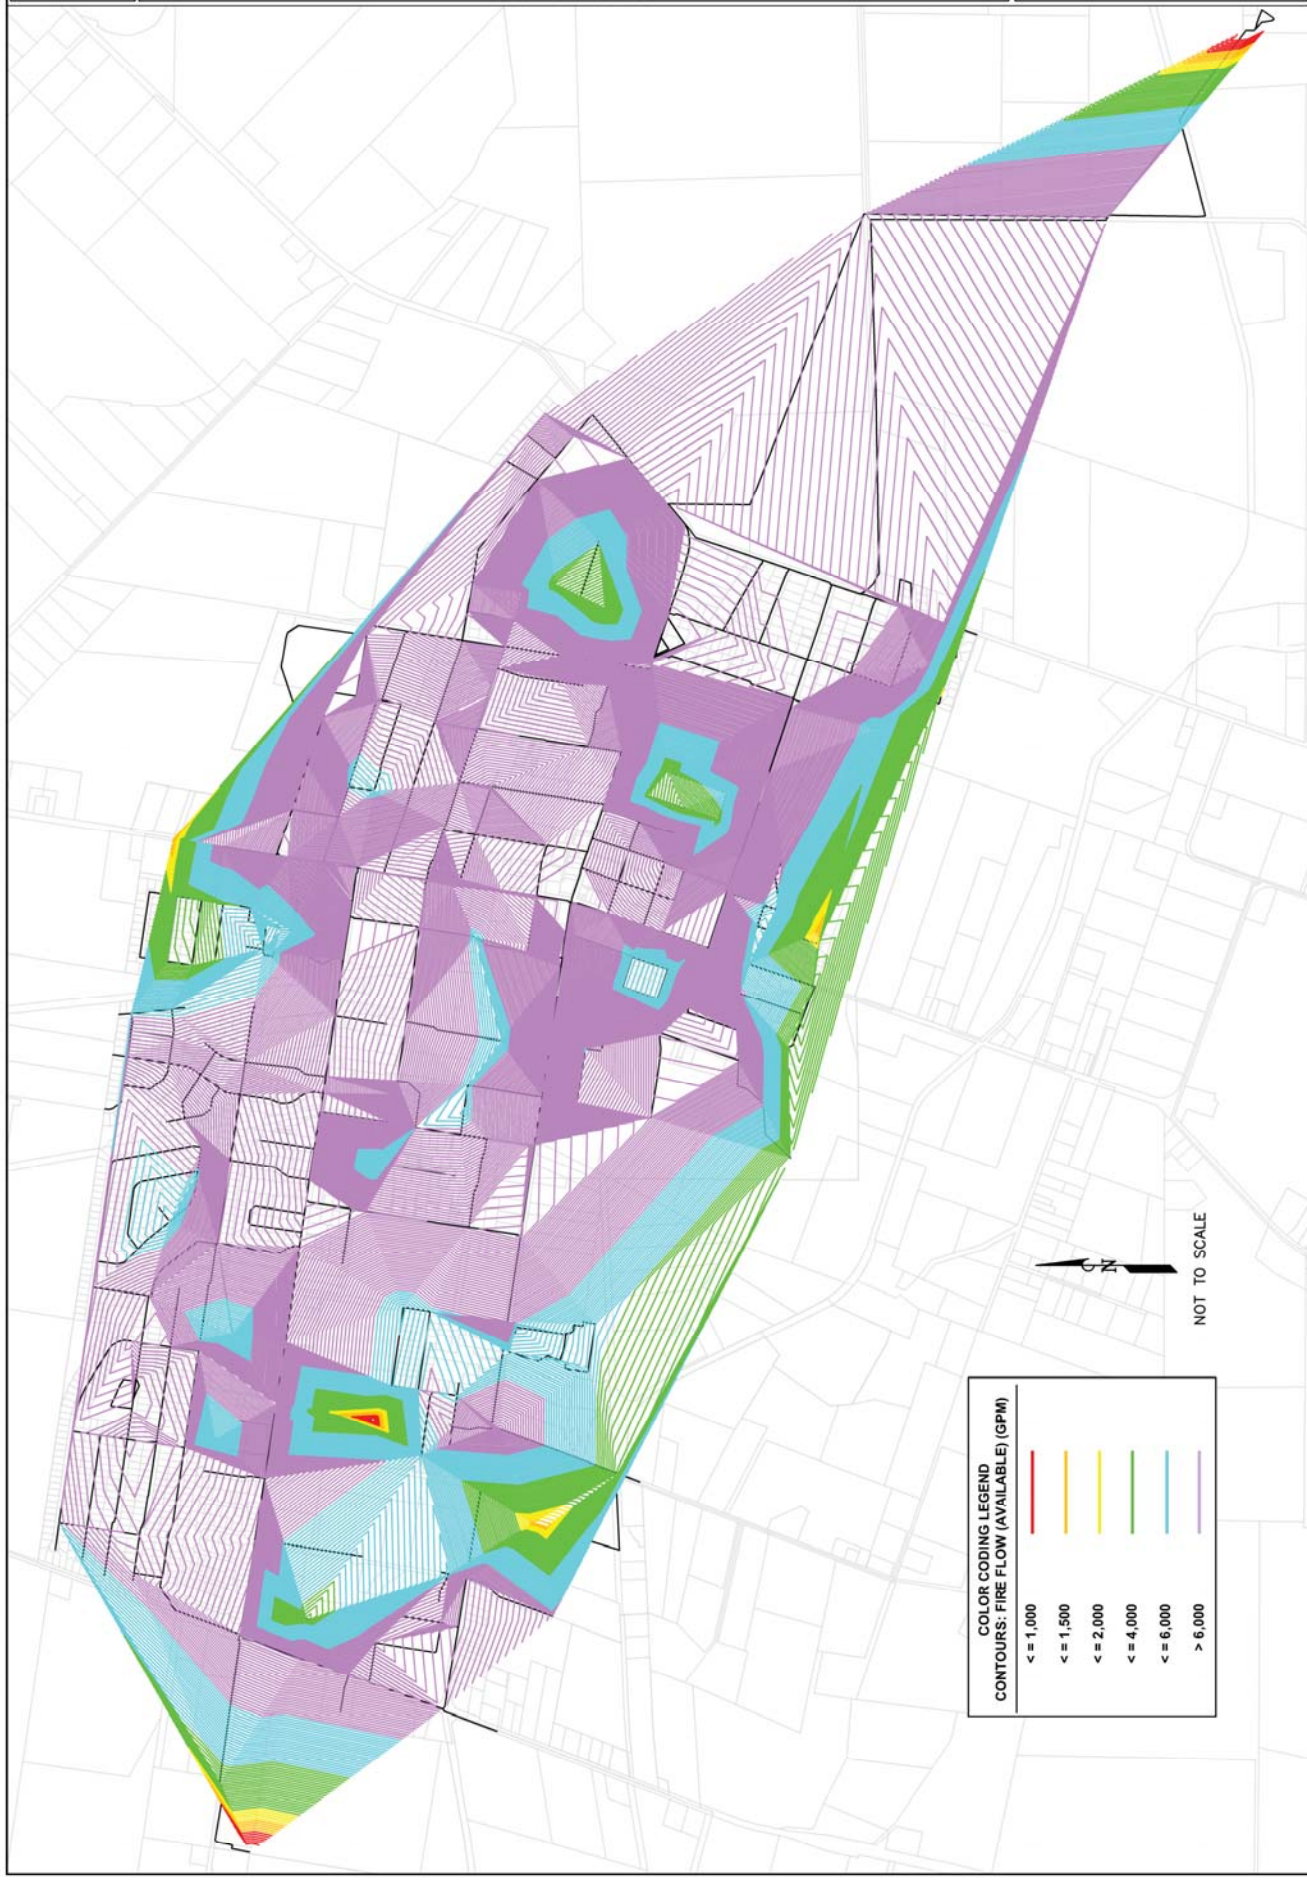 COLOR CODING LEGEND
CONTOURS: FIRE FLOW (AVAILABLE) (GPM)
< = 1,000
< = 1,500
< = 2,000
< = 4,000
< = 6,000
> 6,000
N
NOT TO SCALE